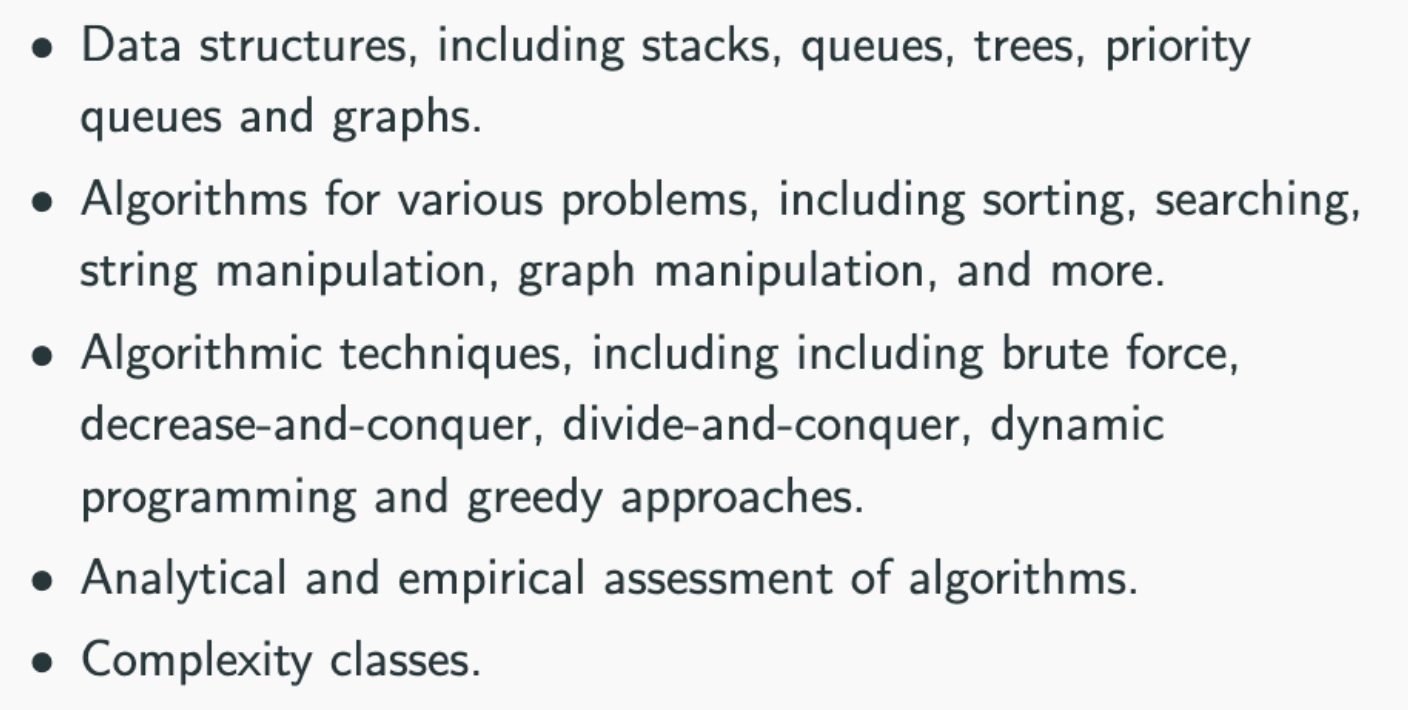 • Data structures, including stacks, queues, trees, priority
queues and graphs.
• Algorithms for various problems, including sorting, searching,
string manipulation, graph manipulation, and more.
• Algorithmic techniques, including including brute force,
decrease-and-conquer, divide-and-conquer, dynamic
programming and greedy approaches.
• Analytical and empirical assessment of algorithms.
• Complexity classes.